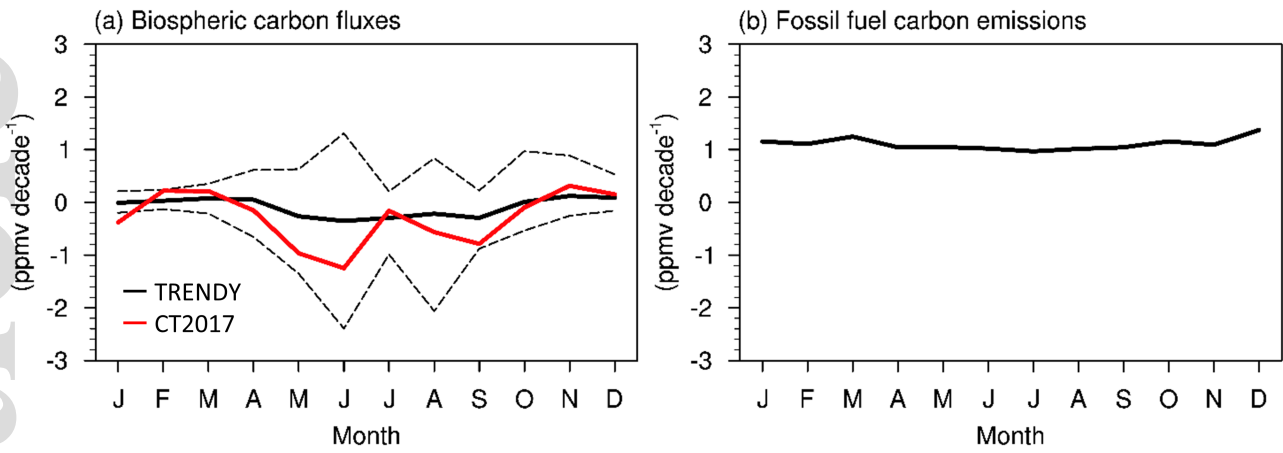 (a) Biospheric carbon fluxes
3
2
1
0
-1
-2
-3
(ppmv decade⁻¹)
TRENDY
CT2017
J F M A M J J A S O N D
Month
(b) Fossil fuel carbon emissions
3
2
1
0
-1
-2
-3
(ppmv decade⁻¹)
J F M A M J J A S O N D
Month